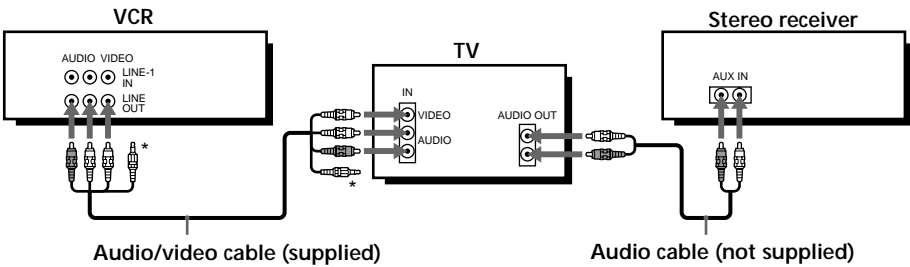 VCR
AUDIO VIDEO
LINE-1
IN
LINE
OUT
*
TV
IN
VIDEO
AUDIO
AUDIO OUT
*
Stereo receiver
AUX IN
Audio/video cable (supplied)
Audio cable (not supplied)